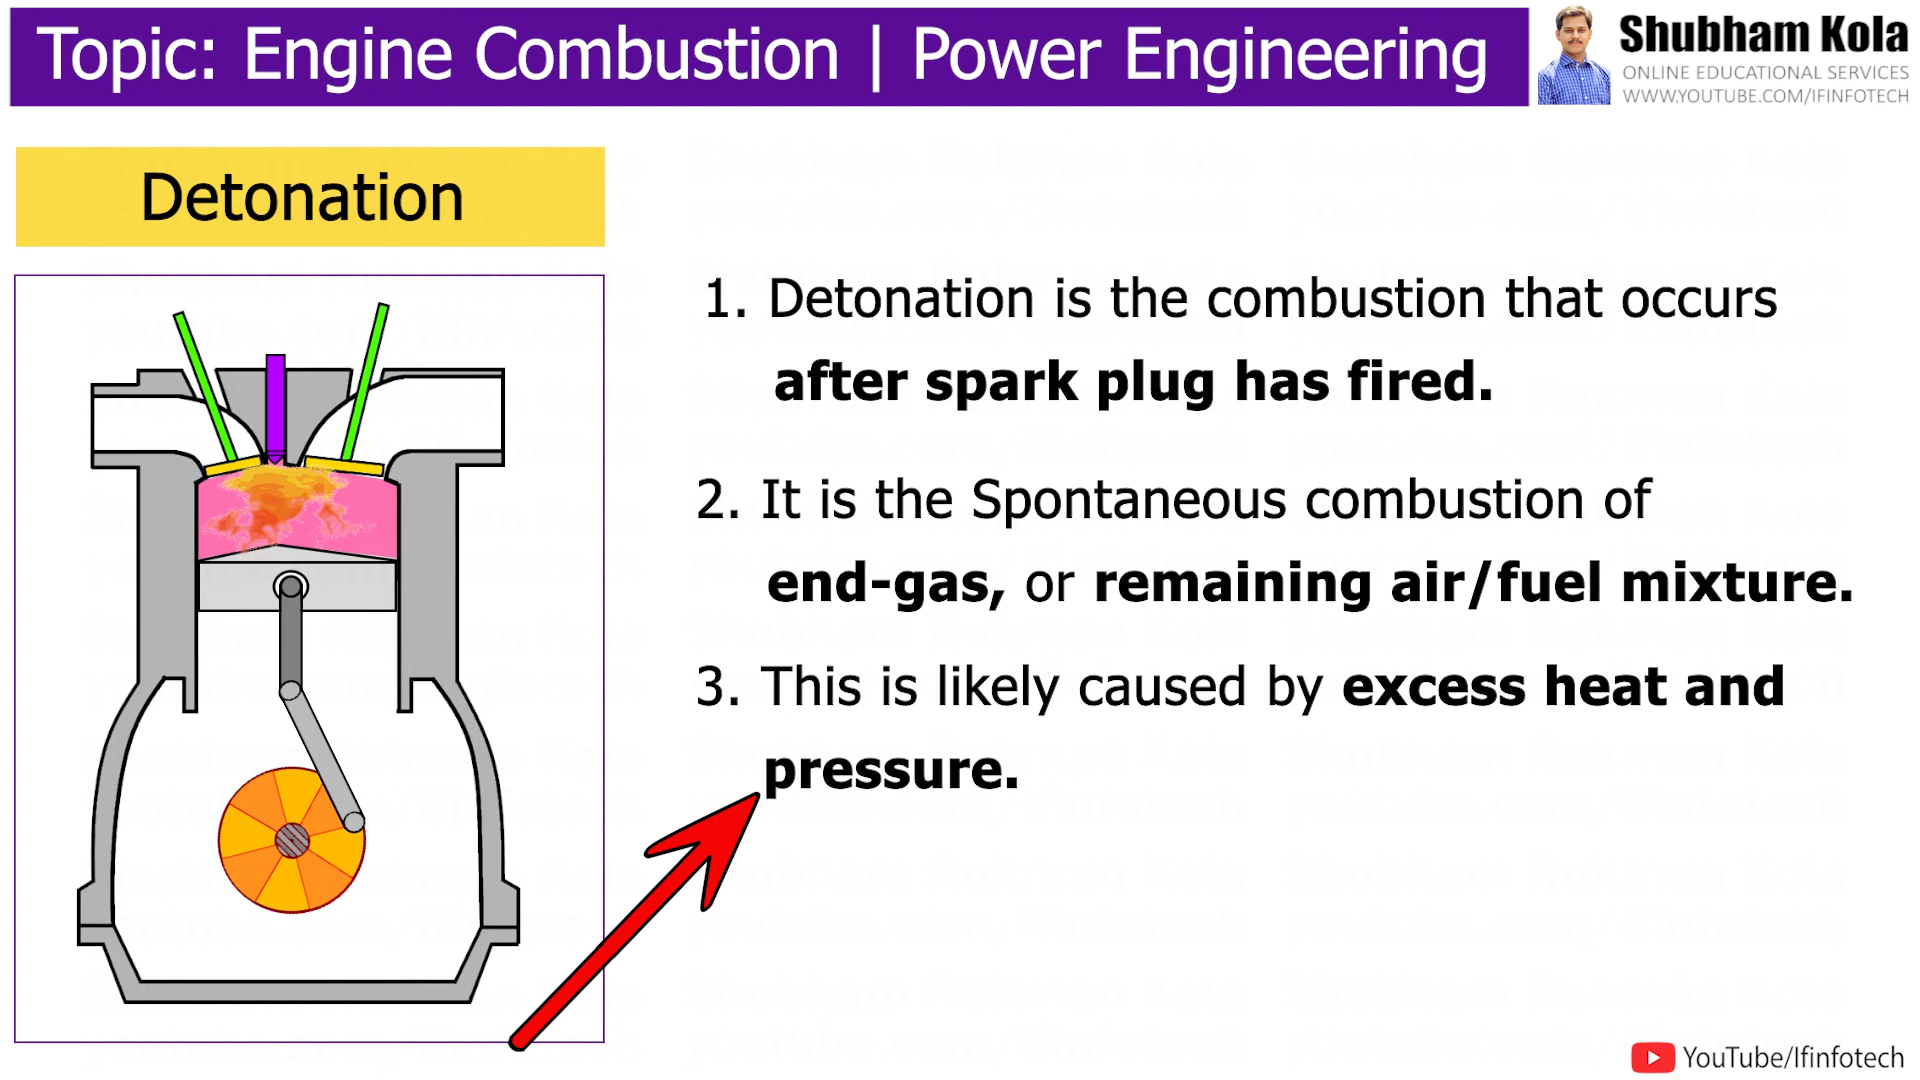 Topic: Engine Combustion | Power Engineering
Shubham Kola
ONLINE EDUCATIONAL SERVICES
WWW.YOUTUBE.COM/IFINFOTECH
Detonation
1. Detonation is the combustion that occurs
after spark plug has fired.
2. It is the Spontaneous combustion of
end-gas, or remaining air/fuel mixture.
3. This is likely caused by excess heat and
pressure.
YouTube/Ifinfotech